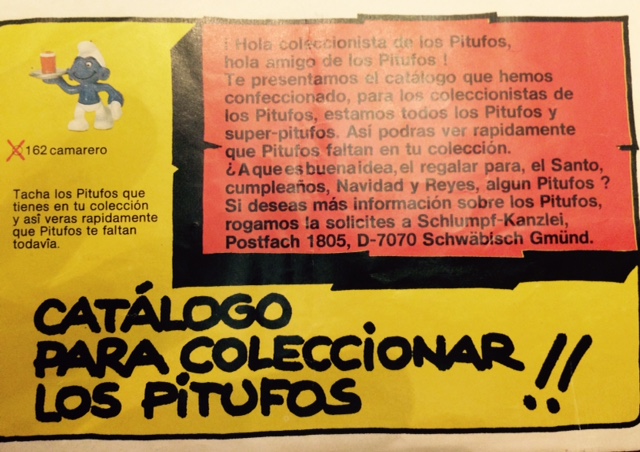 ¡ Hola coleccionista de los Pitufos,
hola amigo de los Pitufos !
Te presentamos el catálogo que hemos
confeccionado, para los coleccionistas de
los Pitufos, estamos todos los Pitufos y
super-pitufos. Así podras ver rapidamente
que Pitufos faltan en tu colección.
¿A que es buena idea, el regalar para, el Santo,
cumpleaños, Navidad y Reyes, algun Pitufos ?
Si deseas más información sobre los Pitufos,
rogamos la solicites a Schlumpf-Kanzlei,
Postfach 1805, D-7070 Schwäbisch Gmünd.
162 camarero
Tacha los Pitufos que
tienes en tu colección
y así veras rapidamente
que Pitufos te faltan
todavía.
CATÁLOGO
PARA COLECCIONAR
LOS PiTUFOS !!